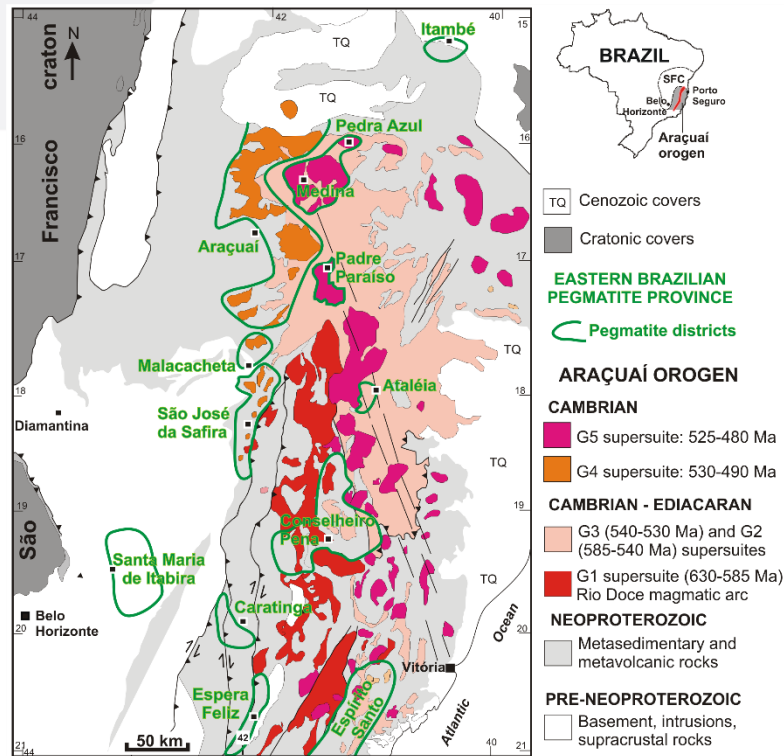 44
42
40
15
craton
N
TQ
Itambé
TQ
16
Pedra Azul
16
Medina
Francisco
Araçuaí
17
Padre
Paraíso
17
Malacacheta
TQ
18
Ataléia
18
São José
da Safira
Diamantina
TQ
19
19
Conselheiro
Pena
São
Santa Maria
de Itabira
TQ
Belo
Horizonte
Caratinga
20
20
Ocean
Vitória
Espera
Feliz
Espírito
Santo
Atlantic
50 km
42
40
21
21
BRAZIL
SFC
Porto
Seguro
Belo
Horizonte
Araçuaí
orogen
TQ Cenozoic covers
Cratonic covers
EASTERN BRAZILIAN
PEGMATITE PROVINCE
Pegmatite districts
ARAÇUAÍ OROGEN
CAMBRIAN
G5 supersuite: 525-480 Ma
G4 supersuite: 530-490 Ma
CAMBRIAN - EDIACARAN
G3 (540-530 Ma) and G2
(585-540 Ma) supersuites
G1 supersuite (630-585 Ma)
Rio Doce magmatic arc
NEOPROTEROZOIC
Metasedimentary and
metavolcanic rocks
PRE-NEOPROTEROZOIC
Basement, intrusions,
supracrustal rocks